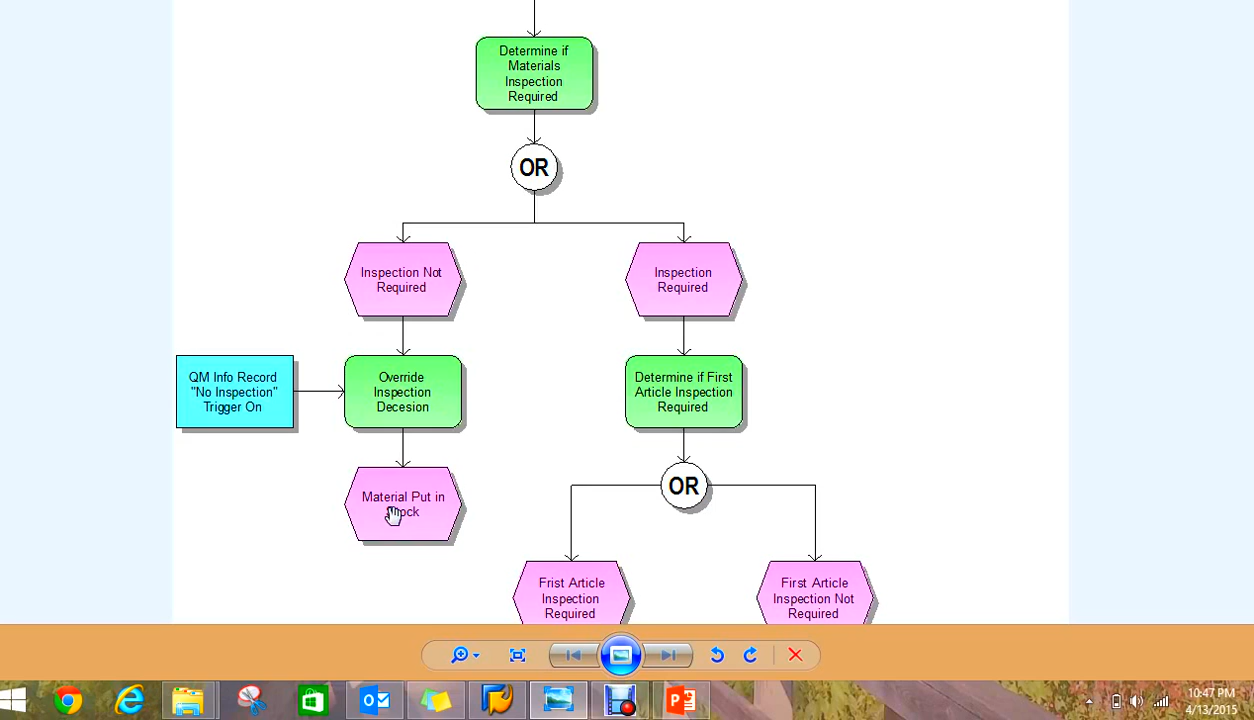 Determine if
Materials
Inspection
Required
OR
Inspection Not
Required
Inspection
Required
QM Info Record
"No Inspection"
Trigger On
Override
Inspection
Decesion
Determine if First
Article Inspection
Required
Material Put in
OR
Frist Article
Inspection
Required
First Article
Inspection Not
Required
10:47 PM
4/13/2015